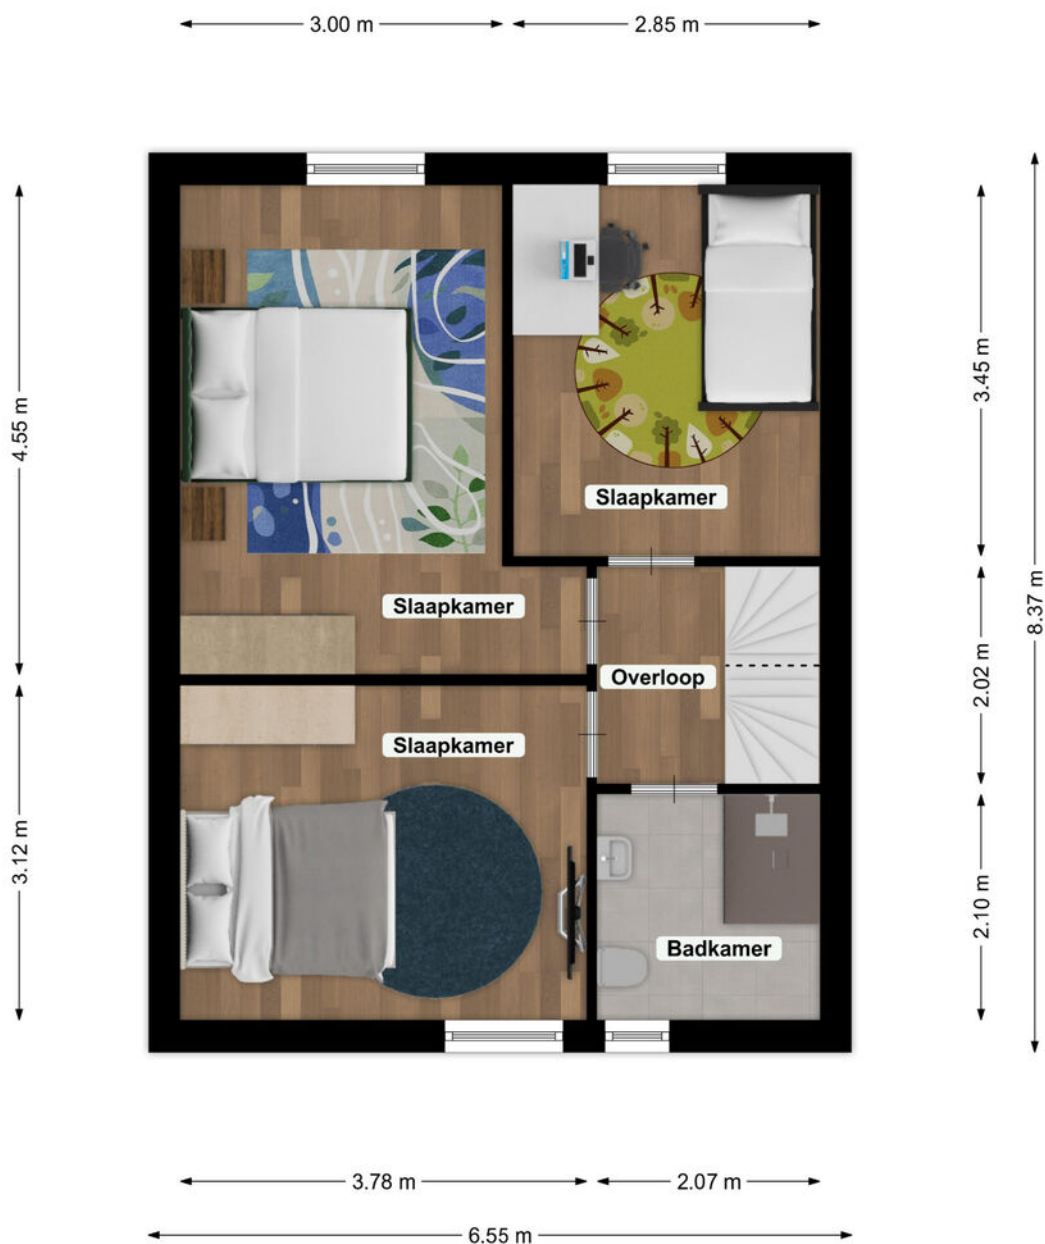 3.00 m
2.85 m
4.55 m
3.45 m
8.37 m
Slaapkamer
Slaapkamer
Overloop
2.02 m
Slaapkamer
3.12 m
2.10 m
Badkamer
3.78 m
2.07 m
6.55 m